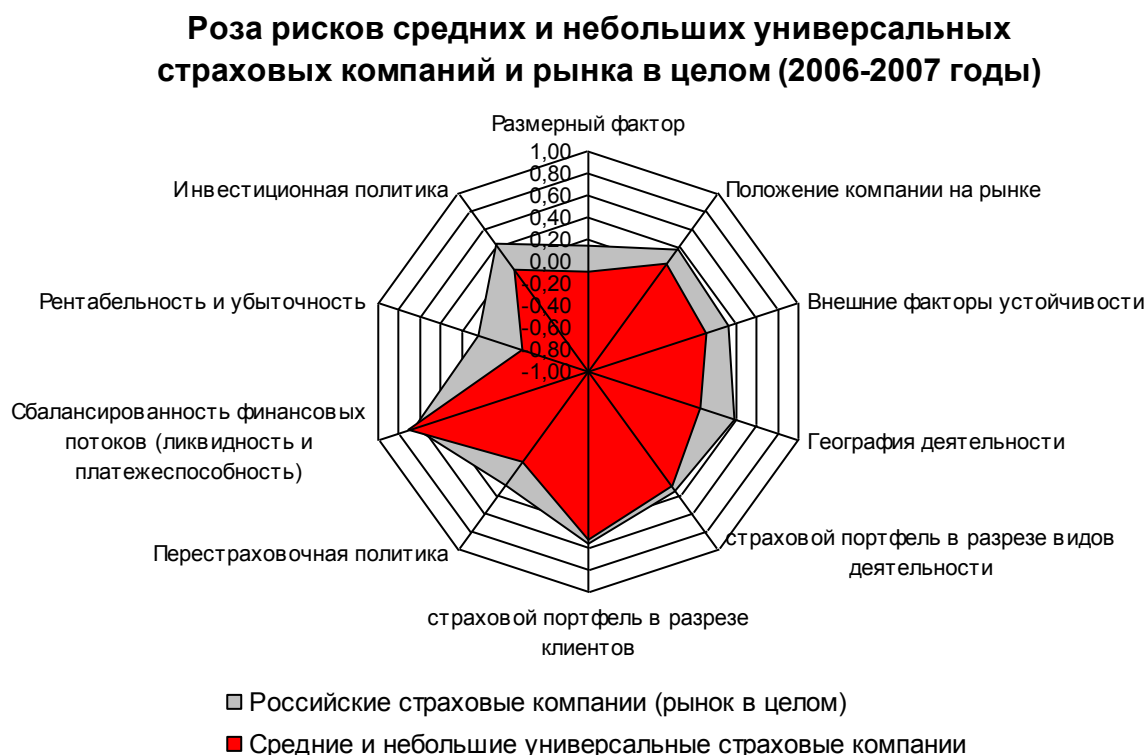 Роза рисков средних и небольших универсальных
страховых компаний и рынка в целом (2006-2007 годы)
Размерный фактор
1,00
0,80
0,60
0,40
0,20
0,00
-0,20
-0,40
-0,60
-0,80
-1,00
Положение компании на рынке
Внешние факторы устойчивости
География деятельности
страховой портфель в разрезе видов
деятельности
страховой портфель в разрезе
клиентов
Перестраховочная политика
Сбалансированность финансовых
потоков (ликвидность и
платежеспособность)
Рентабельность и убыточность
Инвестиционная политика
Российские страховые компании (рынок в целом)
Средние и небольшие универсальные страховые компании